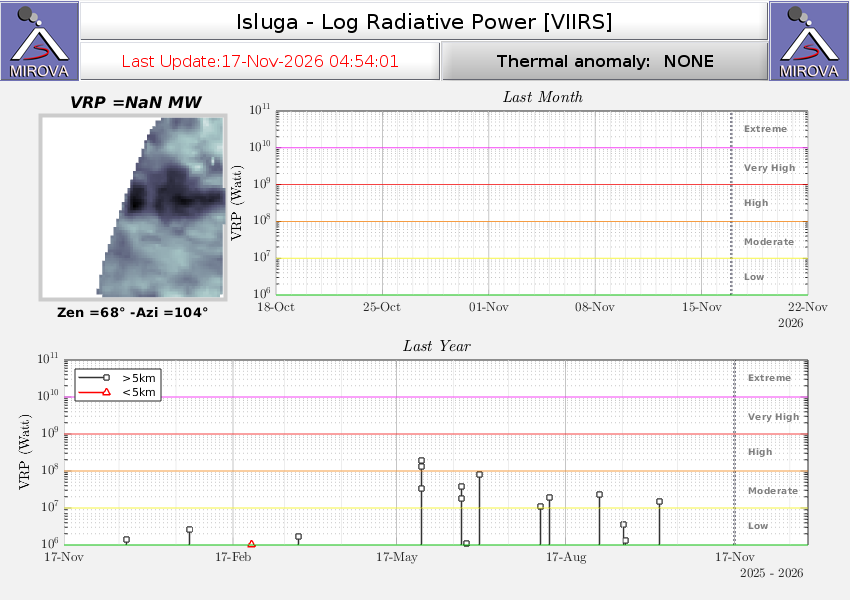 Isluga - Log Radiative Power [VIIRS]
MIROVA
Last Update:17-Nov-2026 04:54:01
Thermal anomaly: NONE
MIROVA
VRP =NaN MW
Zen =68° -Azi =104°
Last Month
VRP (Watt)
10¹¹
10¹⁰
10⁹
10⁸
10⁷
10⁶
Extreme
Very High
High
Moderate
Low
18-Oct 25-Oct 01-Nov 08-Nov 15-Nov 22-Nov
2026
Last Year
VRP (Watt)
10¹¹
10¹⁰
10⁹
10⁸
10⁷
10⁶
>5km
<5km
Extreme
Very High
High
Moderate
Low
17-Nov 17-Feb 17-May 17-Aug 17-Nov
2025 - 2026